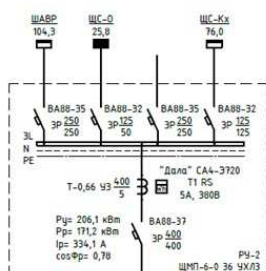 ШАВР ЩС-О ЩС-Кх
104,3 25,8 76,0
ВА88-35 ВА88-32 ВА88-35 ВА88-32
3Р 250 3Р 125 3Р 250 3Р 125
250 50 250 125
3L
N
PE
"Дала" СА4-Э720
Т-0,66 У3 400/5 Т1 RS
5А, 380В
Ру= 206,1 кВт ВА88-37
Рр= 171,2 кВт 3Р 400
Iр= 334,1 А 400
cosФр= 0,78
РУ-2
ЩМП-6-0 36 УХЛ3